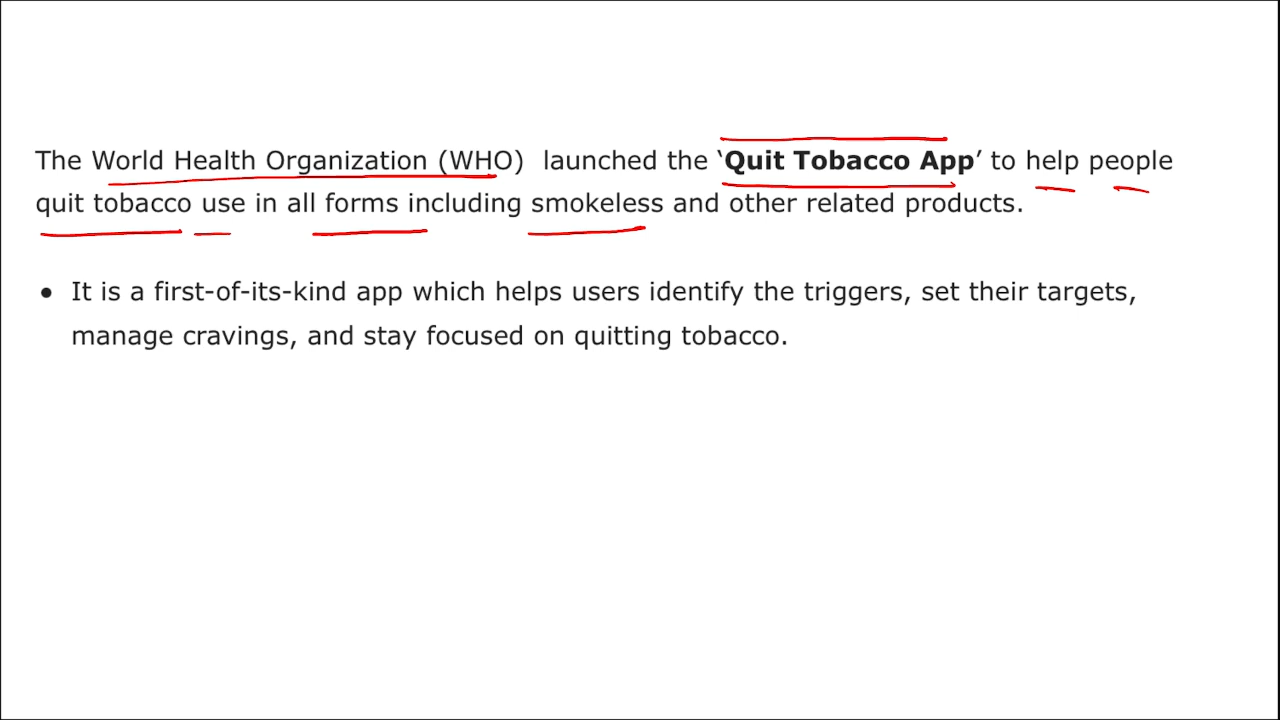 The World Health Organization (WHO)  launched the ‘Quit Tobacco App’ to help people
quit tobacco use in all forms including smokeless and other related products.
● It is a first-of-its-kind app which helps users identify the triggers, set their targets,
manage cravings, and stay focused on quitting tobacco.